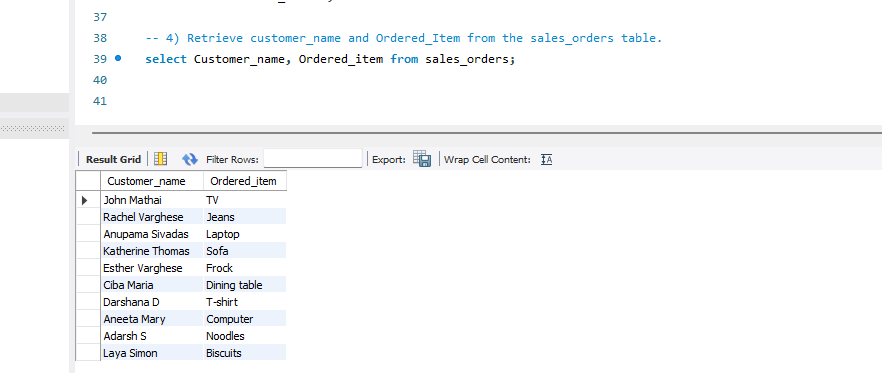 37
38 -- 4) Retrieve customer_name and Ordered_Item from the sales_orders table.
39 select Customer_name, Ordered_item from sales_orders;
40
41
Result Grid Filter Rows: Export: Wrap Cell Content: IA
Customer_name Ordered_item
John Mathai TV
Rachel Varghese Jeans
Anupama Sivadas Laptop
Katherine Thomas Sofa
Esther Varghese Frock
Ciba Maria Dining table
Darshana D T-shirt
Aneeta Mary Computer
Adarsh S Noodles
Laya Simon Biscuits